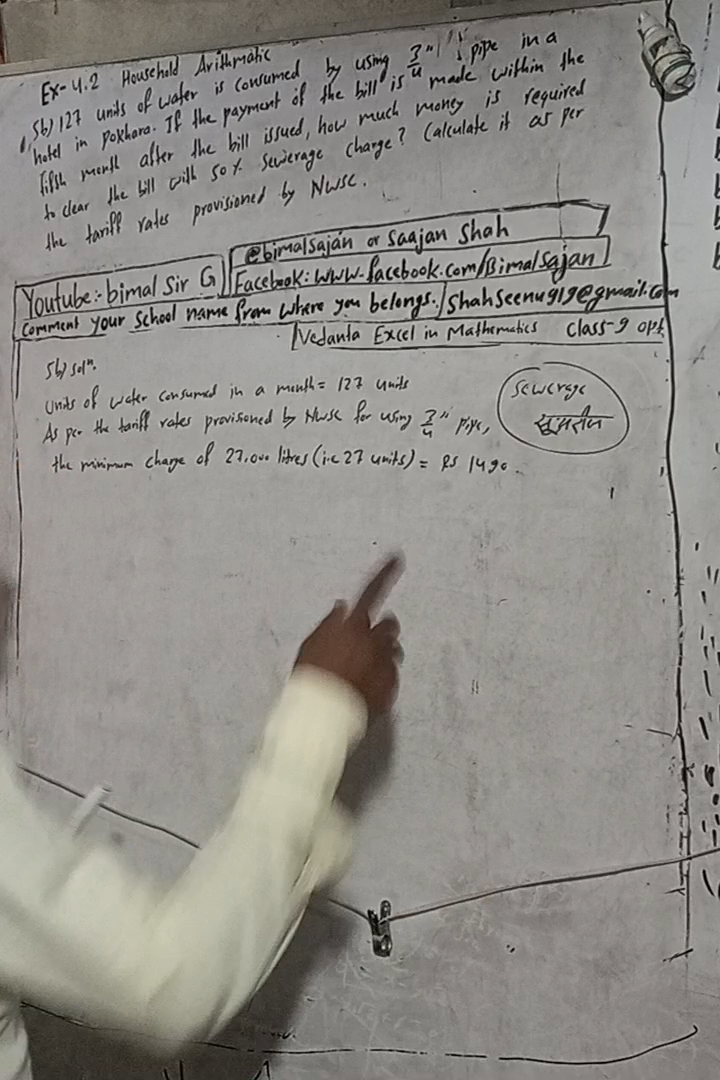 Ex-4.2 Household Arithmatic
5b) 127 units of water is consumed by using 3/4" pipe in a
hotel in pokhara. If the payment of the bill is made within the
fifth month after the bill issued, how much money is required
to clear the bill with 50% sewerage charge? Calculate it as per
the tariff rates provisioned by NWSC.
@bimalsajan or Saajan Shah
Youtube:- bimal Sir G
Facebook: www.facebook.com/Bimalsajan
Comment your school name from where you belongs.
Shahseenu919@gmail.com
Vedanta Excel in Mathematics Class-9 opt
5b) Soln.
Units of water consumed in a month = 127 units
As per the tariff rates provisioned by NWSC for using 3/4" pipe,
the minimum charge of 27,000 litres (i.e 27 units) = RS 1490.
Sewerage